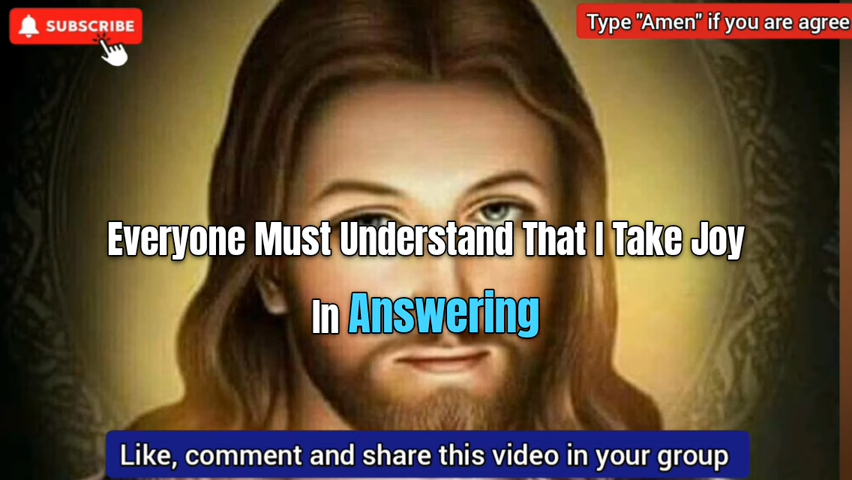 SUBSCRIBE
Type "Amen" if you are agree
Everyone Must Understand That I Take Joy
In Answering
Like, comment and share this video in your group